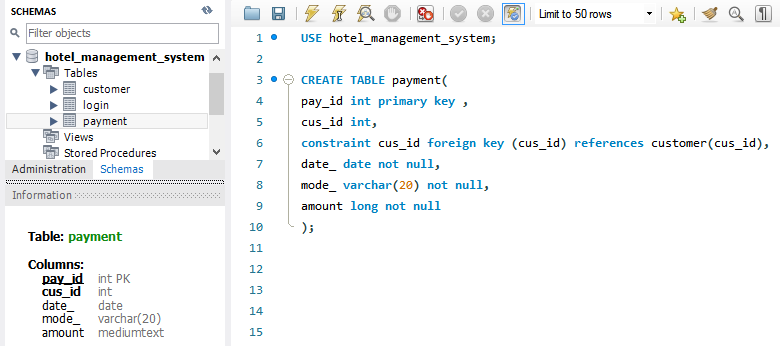 SCHEMAS
Filter objects
hotel_management_system
Tables
customer
login
payment
Views
Stored Procedures
Administration Schemas
Information
Table: payment
Columns:
pay_id int PK
cus_id int
date_ date
mode_ varchar(20)
amount mediumtext
Limit to 50 rows
1 USE hotel_management_system;
2
3 CREATE TABLE payment(
4 pay_id int primary key ,
5 cus_id int,
6 constraint cus_id foreign key (cus_id) references customer(cus_id),
7 date_ date not null,
8 mode_ varchar(20) not null,
9 amount long not null
10 );
11
12
13
14
15